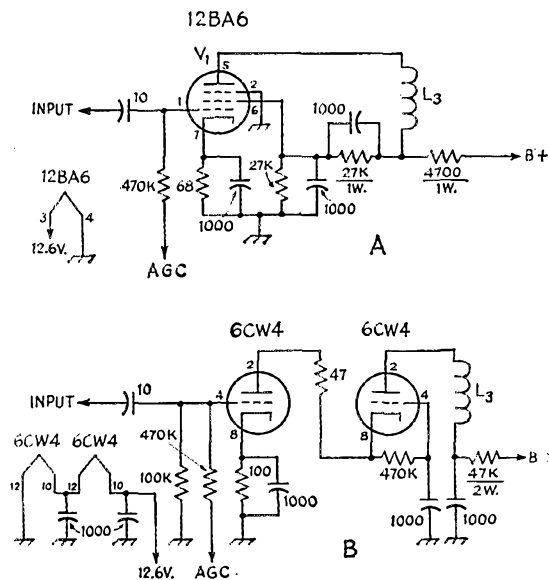 12BA6
V1
5
INPUT
10
1
2
6
7
1000
L3
12BA6
470K
68
27K
27K
1W.
4700
1W.
B+
3
4
1000
1000
12.6V.
AGC
A
6CW4
6CW4
2
47
2
L3
INPUT
10
4
4
6CW4
6CW4
470K
8
8
12
10
12
10
100K
100
470K
47K
2W.
B
1000
1000
1000
1000
12.6V.
AGC.
B